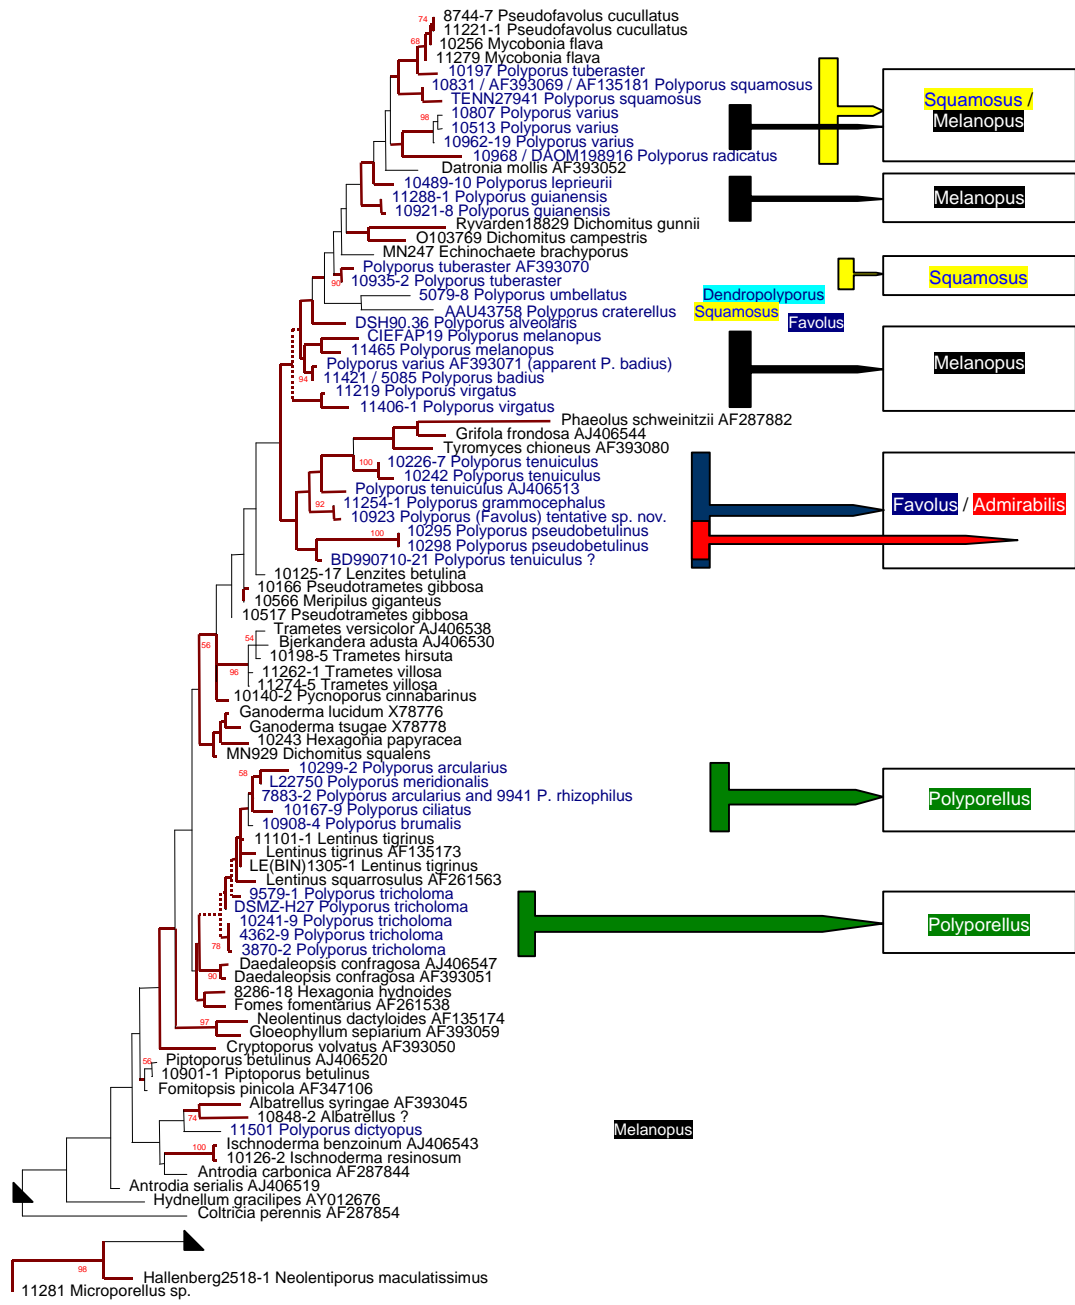 74
8744-7 Pseudofavolus cucullatus
11221-1 Pseudofavolus cucullatus
68
10256 Mycobonia flava
11279 Mycobonia flava
10197 Polyporus tuberaster
10831 / AF393069 / AF135181 Polyporus squamosus
TENN27941 Polyporus squamosus
Squamosus /
Melanopus
98
10807 Polyporus varius
10513 Polyporus varius
10962-19 Polyporus varius
10968 / DAOM198916 Polyporus radicatus
Datronia mollis AF393052
10489-10 Polyporus leprieurii
11288-1 Polyporus guianensis
10921-8 Polyporus guianensis
Melanopus
Ryvarden18829 Dichomitus gunnii
O103769 Dichomitus campestris
MN247 Echinochaete brachyporus
Polyporus tuberaster AF393070
90
10935-2 Polyporus tuberaster
Squamosus
5079-8 Polyporus umbellatus
Dendropolyporus
AAU43758 Polyporus craterellus
Squamosus
DSH90.36 Polyporus alveolaris
Favolus
CIEFAP19 Polyporus melanopus
11465 Polyporus melanopus
Polyporus varius AF393071 (apparent P. badius)
Melanopus
94
11421 / 5085 Polyporus badius
11219 Polyporus virgatus
11406-1 Polyporus virgatus
Phaeolus schweinitzii AF287882
Grifola frondosa AJ406544
Tyromyces chioneus AF393080
100
10226-7 Polyporus tenuiculus
10242 Polyporus tenuiculus
Polyporus tenuiculus AJ406513
92
11254-1 Polyporus grammocephalus
10923 Polyporus (Favolus) tentative sp. nov.
Favolus / Admirabilis
100
10295 Polyporus pseudobetulinus
10298 Polyporus pseudobetulinus
BD990710-21 Polyporus tenuiculus ?
10125-17 Lenzites betulina
10166 Pseudotrametes gibbosa
10566 Meripilus giganteus
10517 Pseudotrametes gibbosa
Trametes versicolor AJ406538
54
56
Bjerkandera adusta AJ406530
10198-5 Trametes hirsuta
96
11262-1 Trametes villosa
11274-5 Trametes villosa
10140-2 Pycnoporus cinnabarinus
Ganoderma lucidum X78776
Ganoderma tsugae X78778
10243 Hexagonia papyracea
MN929 Dichomitus squalens
58
10299-2 Polyporus arcularius
L22750 Polyporus meridionalis
7883-2 Polyporus arcularius and 9941 P. rhizophilus
Polyporellus
10167-9 Polyporus ciliatus
10908-4 Polyporus brumalis
11101-1 Lentinus tigrinus
Lentinus tigrinus AF135173
LE(BIN)1305-1 Lentinus tigrinus
Lentinus squarrosulus AF261563
9579-1 Polyporus tricholoma
DSMZ-H27 Polyporus tricholoma
10241-9 Polyporus tricholoma
Polyporellus
4362-9 Polyporus tricholoma
78
3870-2 Polyporus tricholoma
Daedaleopsis confragosa AJ406547
90
Daedaleopsis confragosa AF393051
8286-18 Hexagonia hydnoides
Fomes fomentarius AF261538
97
Neolentinus dactyloides AF135174
Gloeophyllum sepiarium AF393059
Cryptoporus volvatus AF393050
56
Piptoporus betulinus AJ406520
10901-1 Piptoporus betulinus
Fomitopsis pinicola AF347106
Albatrellus syringae AF393045
74
10848-2 Albatrellus ?
11501 Polyporus dictyopus
Melanopus
100
Ischnoderma benzoinum AJ406543
10126-2 Ischnoderma resinosum
Antrodia carbonica AF287844
Antrodia serialis AJ406519
Hydnellum gracilipes AY012676
Coltricia perennis AF287854
98
Hallenberg2518-1 Neolentiporus maculatissimus
11281 Microporellus sp.